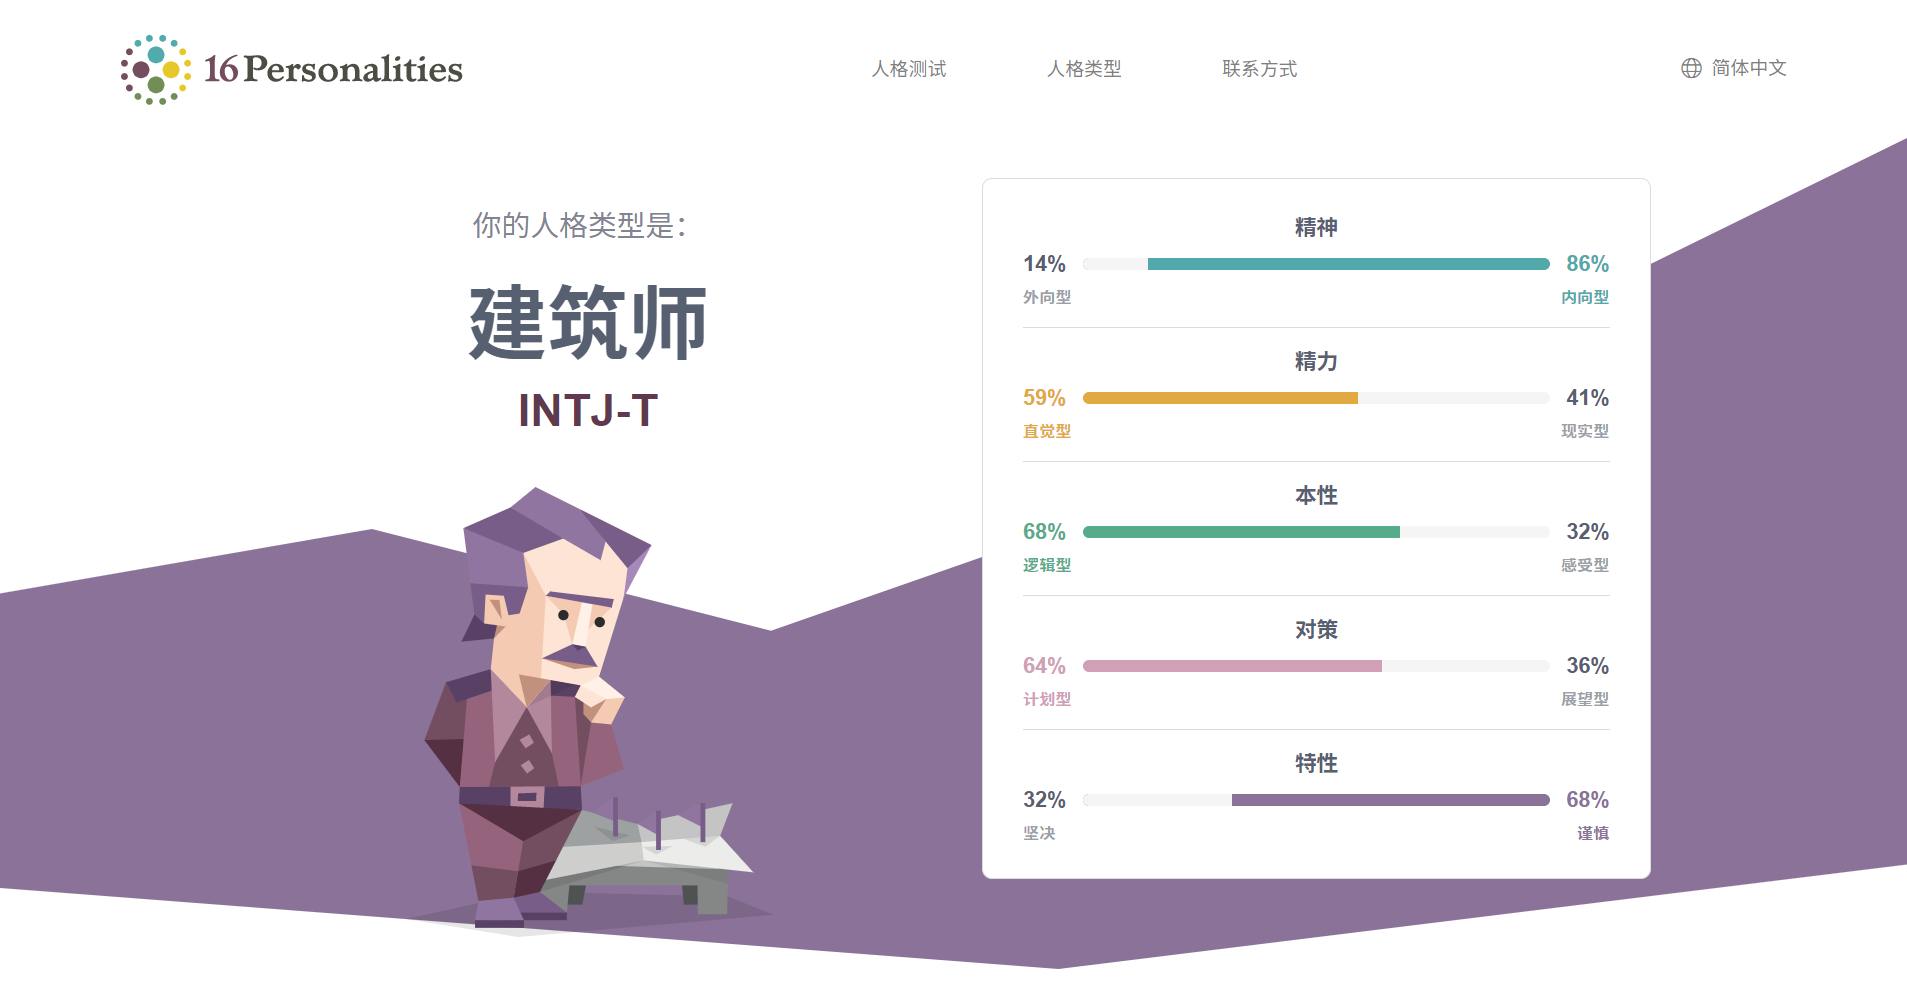 16Personalities
人格测试
人格类型
联系方式
简体中文
你的人格类型是：
建筑师
INTJ-T
精神
14%
86%
外向型
内向型
精力
59%
41%
直觉型
现实型
本性
68%
32%
逻辑型
感受型
对策
64%
36%
计划型
展望型
特性
32%
68%
坚决
谨慎